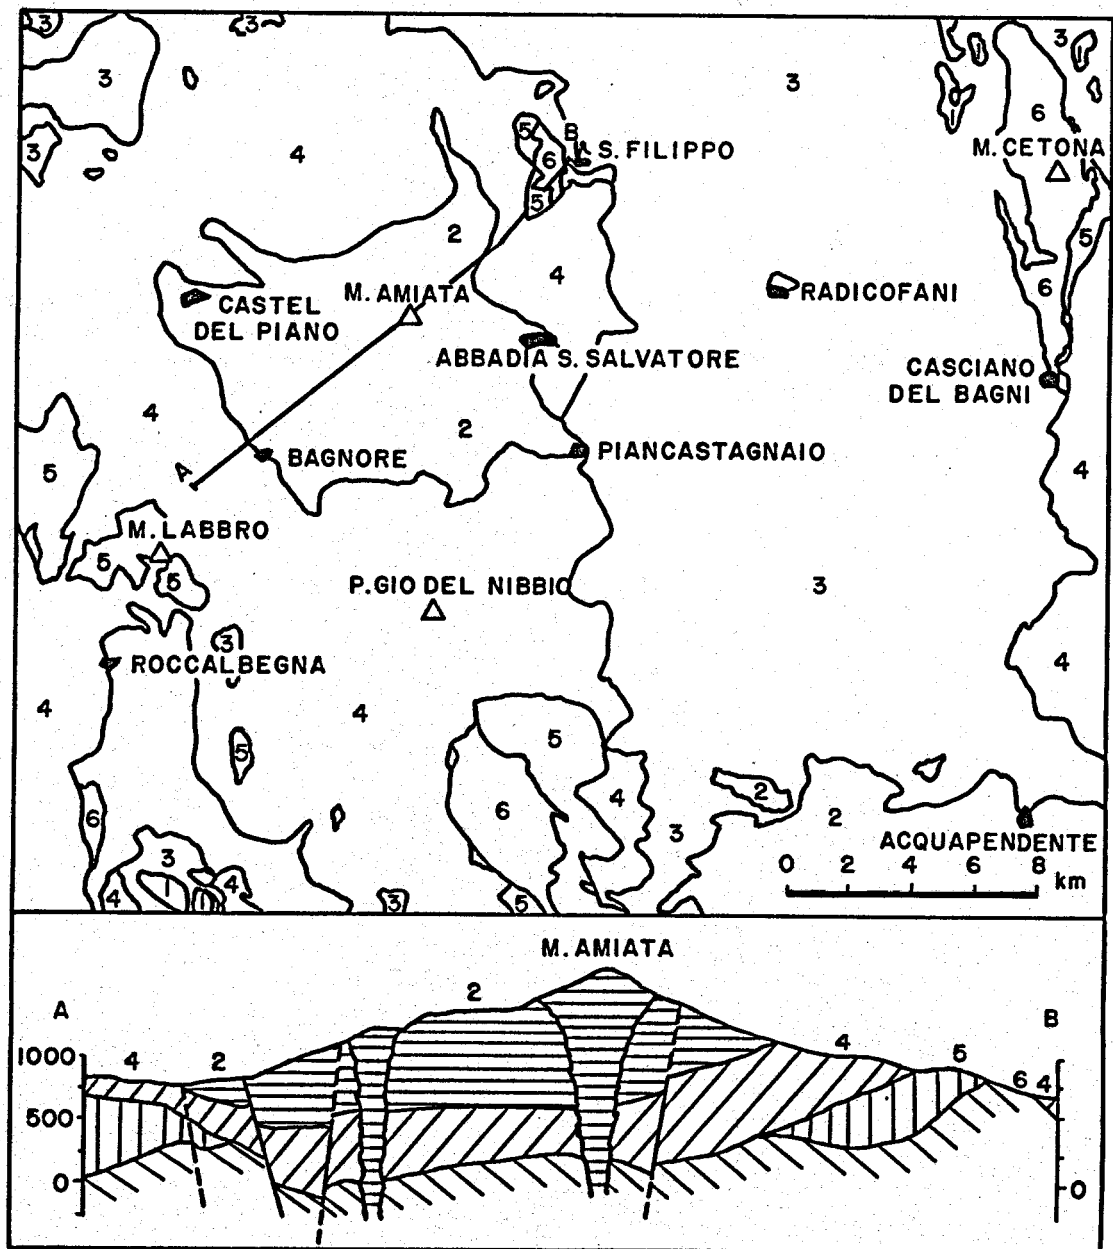 3
3
3
3
3
6
3
4
5
B
S. FILIPPO
M. CETONA
6
5
2
5
4
M. AMIATA
CASTEL
DEL PIANO
RADICOFANI
6
ABBADIA S. SALVATORE
CASCIANO
DEL BAGNI
4
2
5
A
BAGNORE
PIANCASTAGNAIO
4
M. LABBRO
5
5
P.GIO DEL NIBBIO
3
3
ROCCALBEGNA
4
4
4
5
5
6
6
4
2
2
3
ACQUAPENDENTE
3
4
1
4
1
3
5
0 2 4 6 8
km
M. AMIATA
A
2
B
1000
4
2
4
5
6
4
500
0
0